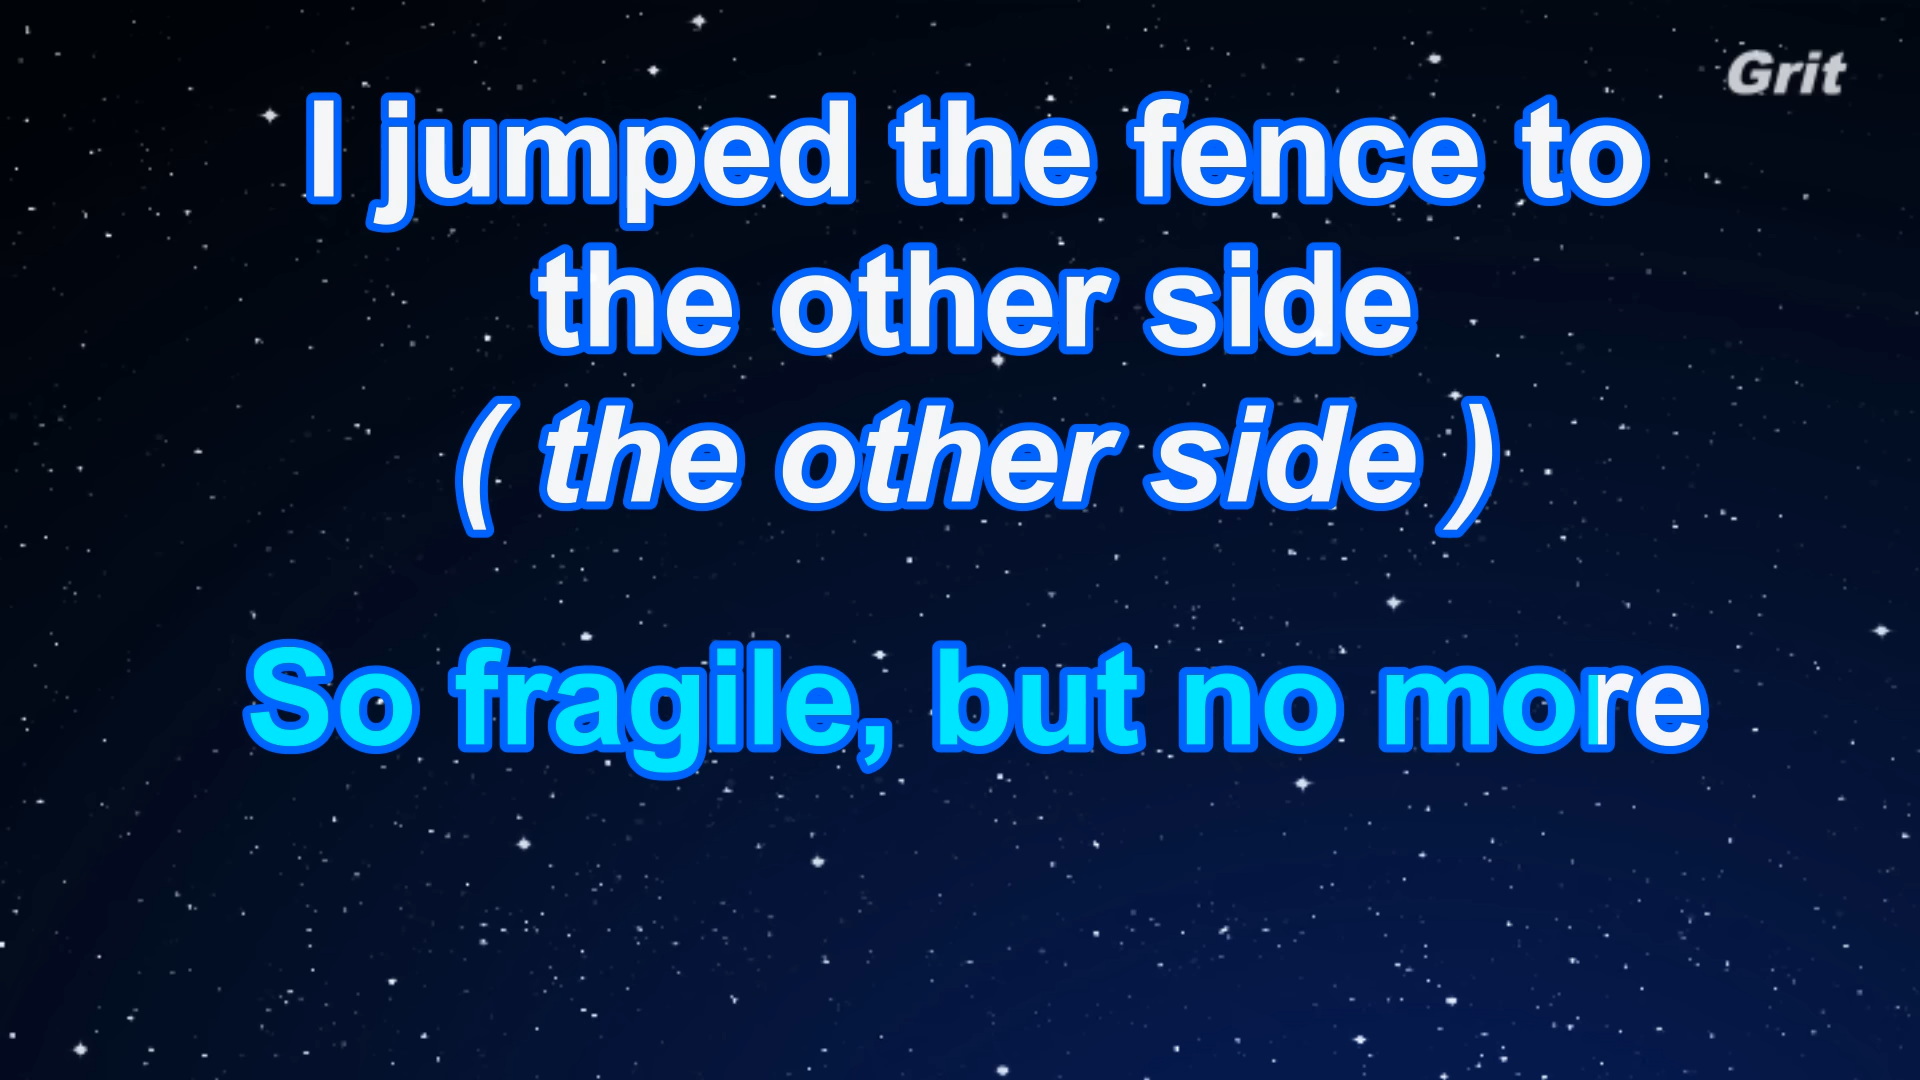 Grit
I jumped the fence to
the other side
( the other side )
So fragile, but no more